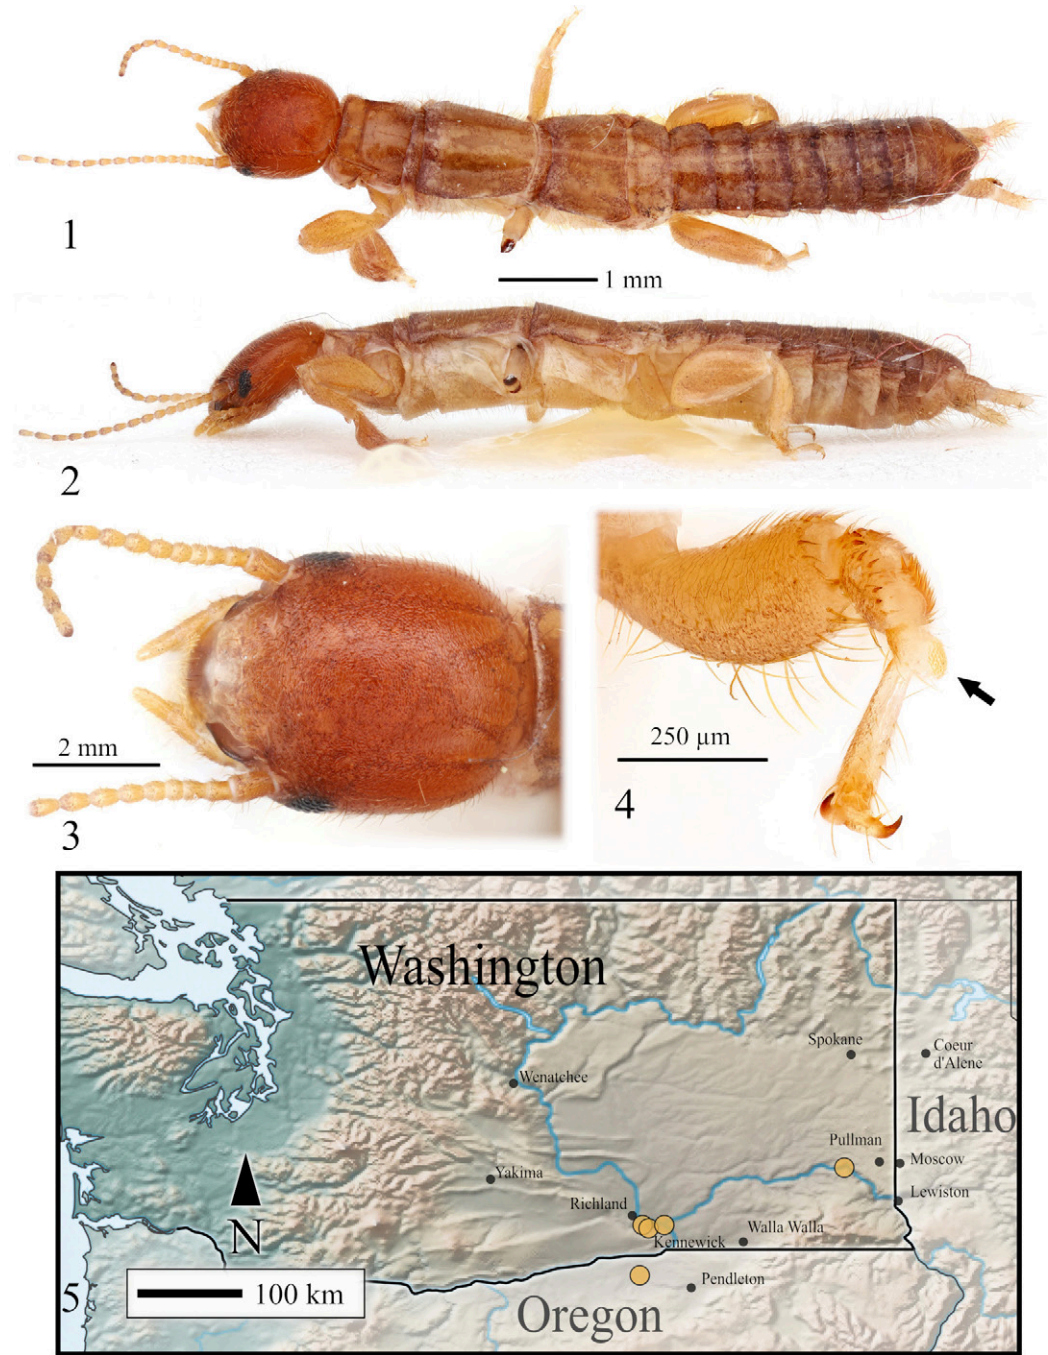 1
1 mm
2
2 mm
3
250 µm
4
Washington
Spokane
Coeur
d'Alene
Wenatchee
Idaho
Pullman
Moscow
Yakima
Lewiston
Richland
Walla Walla
N
Kennewick
Pendleton
5
100 km
Oregon